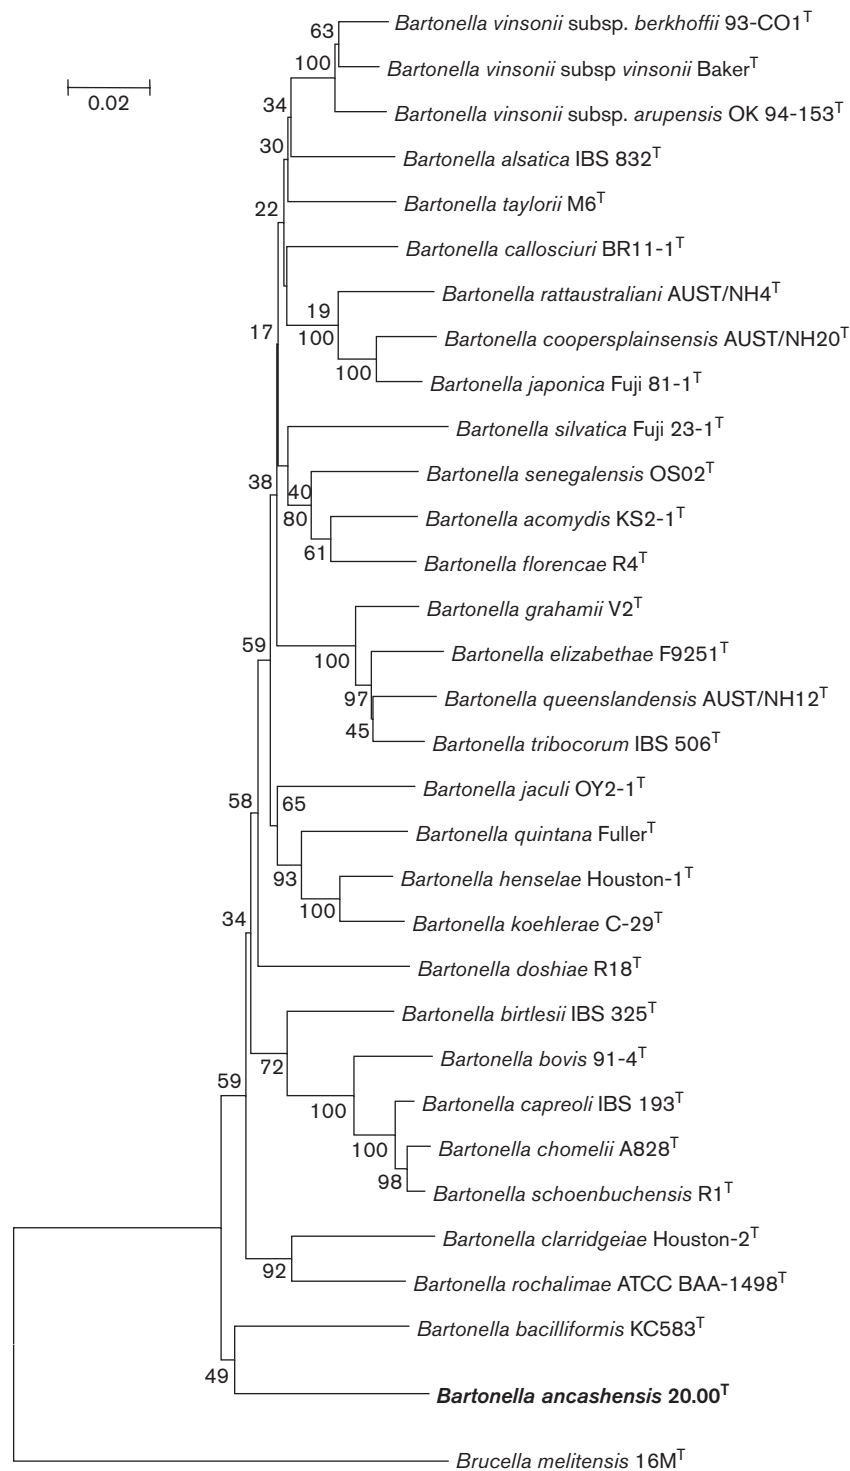 63
Bartonella vinsonii subsp. berkhoffii 93-CO1T
100
Bartonella vinsonii subsp vinsonii BakerT
0.02
34
Bartonella vinsonii subsp. arupensis OK 94-153T
30
Bartonella alsatica IBS 832T
22
Bartonella taylorii M6T
Bartonella callosciuri BR11-1T
Bartonella rattaustraliani AUST/NH4T
19
17
100
Bartonella coopersplainsensis AUST/NH20T
100
Bartonella japonica Fuji 81-1T
Bartonella silvatica Fuji 23-1T
38
40
Bartonella senegalensis OS02T
80
Bartonella acomydis KS2-1T
61
Bartonella florencae R4T
Bartonella grahamii V2T
59
100
Bartonella elizabethae F9251T
97
Bartonella queenslandensis AUST/NH12T
45
Bartonella tribocorum IBS 506T
58
65
Bartonella jaculi OY2-1T
Bartonella quintana FullerT
93
Bartonella henselae Houston-1T
100
34
Bartonella koehlerae C-29T
Bartonella doshiae R18T
Bartonella birtlesii IBS 325T
72
Bartonella bovis 91-4T
59
100
Bartonella capreoli IBS 193T
100
Bartonella chomelii A828T
98
Bartonella schoenbuchensis R1T
Bartonella clarridgeiae Houston-2T
92
Bartonella rochalimae ATCC BAA-1498T
Bartonella bacilliformis KC583T
49
Bartonella ancashensis 20.00T
Brucella melitensis 16MT